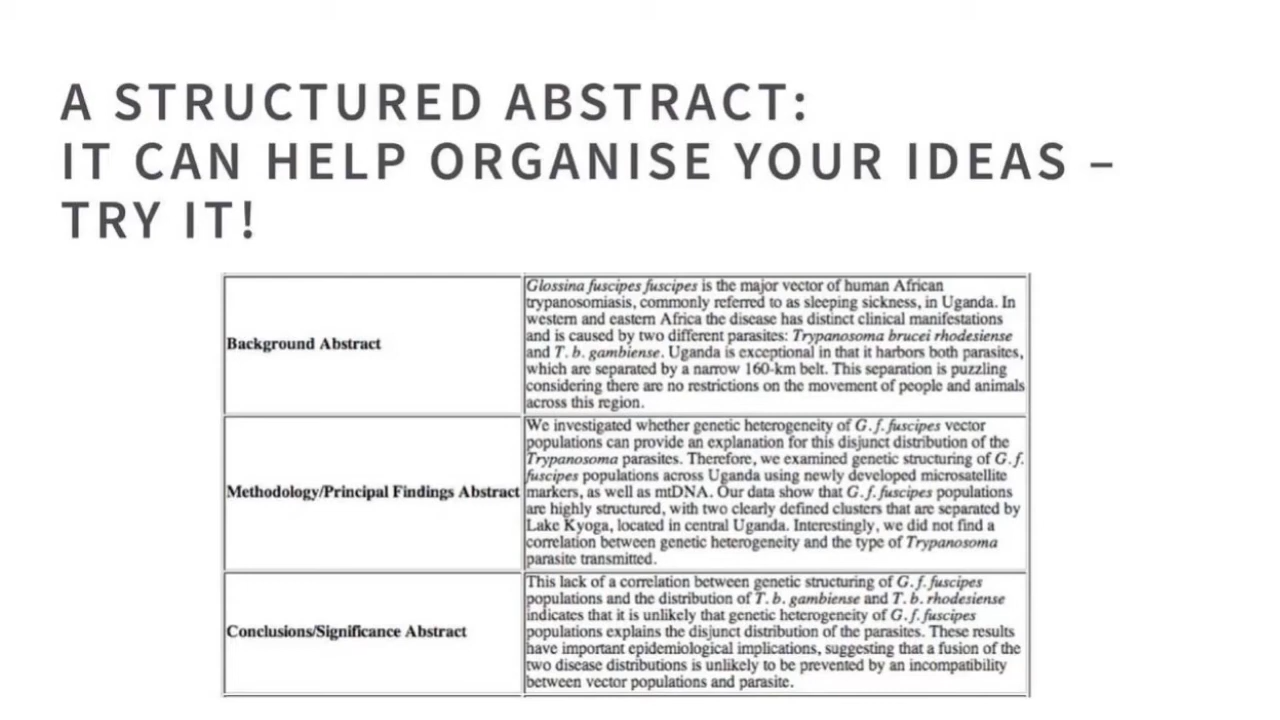 A STRUCTURED ABSTRACT:
IT CAN HELP ORGANISE YOUR IDEAS –
TRY IT!
Background Abstract
Glossina fuscipes fuscipes is the major vector of human African
trypanosomiasis, commonly referred to as sleeping sickness, in Uganda. In
western and eastern Africa the disease has distinct clinical manifestations
and is caused by two different parasites: Trypanosoma brucei rhodesiense
and T. b. gambiense. Uganda is exceptional in that it harbors both parasites,
which are separated by a narrow 160-km belt. This separation is puzzling
considering there are no restrictions on the movement of people and animals
across this region.
Methodology/Principal Findings Abstract
We investigated whether genetic heterogeneity of G. f. fuscipes vector
populations can provide an explanation for this disjunct distribution of the
Trypanosoma parasites. Therefore, we examined genetic structuring of G. f.
fuscipes populations across Uganda using newly developed microsatellite
markers, as well as mtDNA. Our data show that G. f. fuscipes populations
are highly structured, with two clearly defined clusters that are separated by
Lake Kyoga, located in central Uganda. Interestingly, we did not find a
correlation between genetic heterogeneity and the type of Trypanosoma
parasite transmitted.
Conclusions/Significance Abstract
This lack of a correlation between genetic structuring of G. f. fuscipes
populations and the distribution of T. b. gambiense and T. b. rhodesiense
indicates that it is unlikely that genetic heterogeneity of G. f. fuscipes
populations explains the disjunct distribution of the parasites. These results
have important epidemiological implications, suggesting that a fusion of the
two disease distributions is unlikely to be prevented by an incompatibility
between vector populations and parasite.